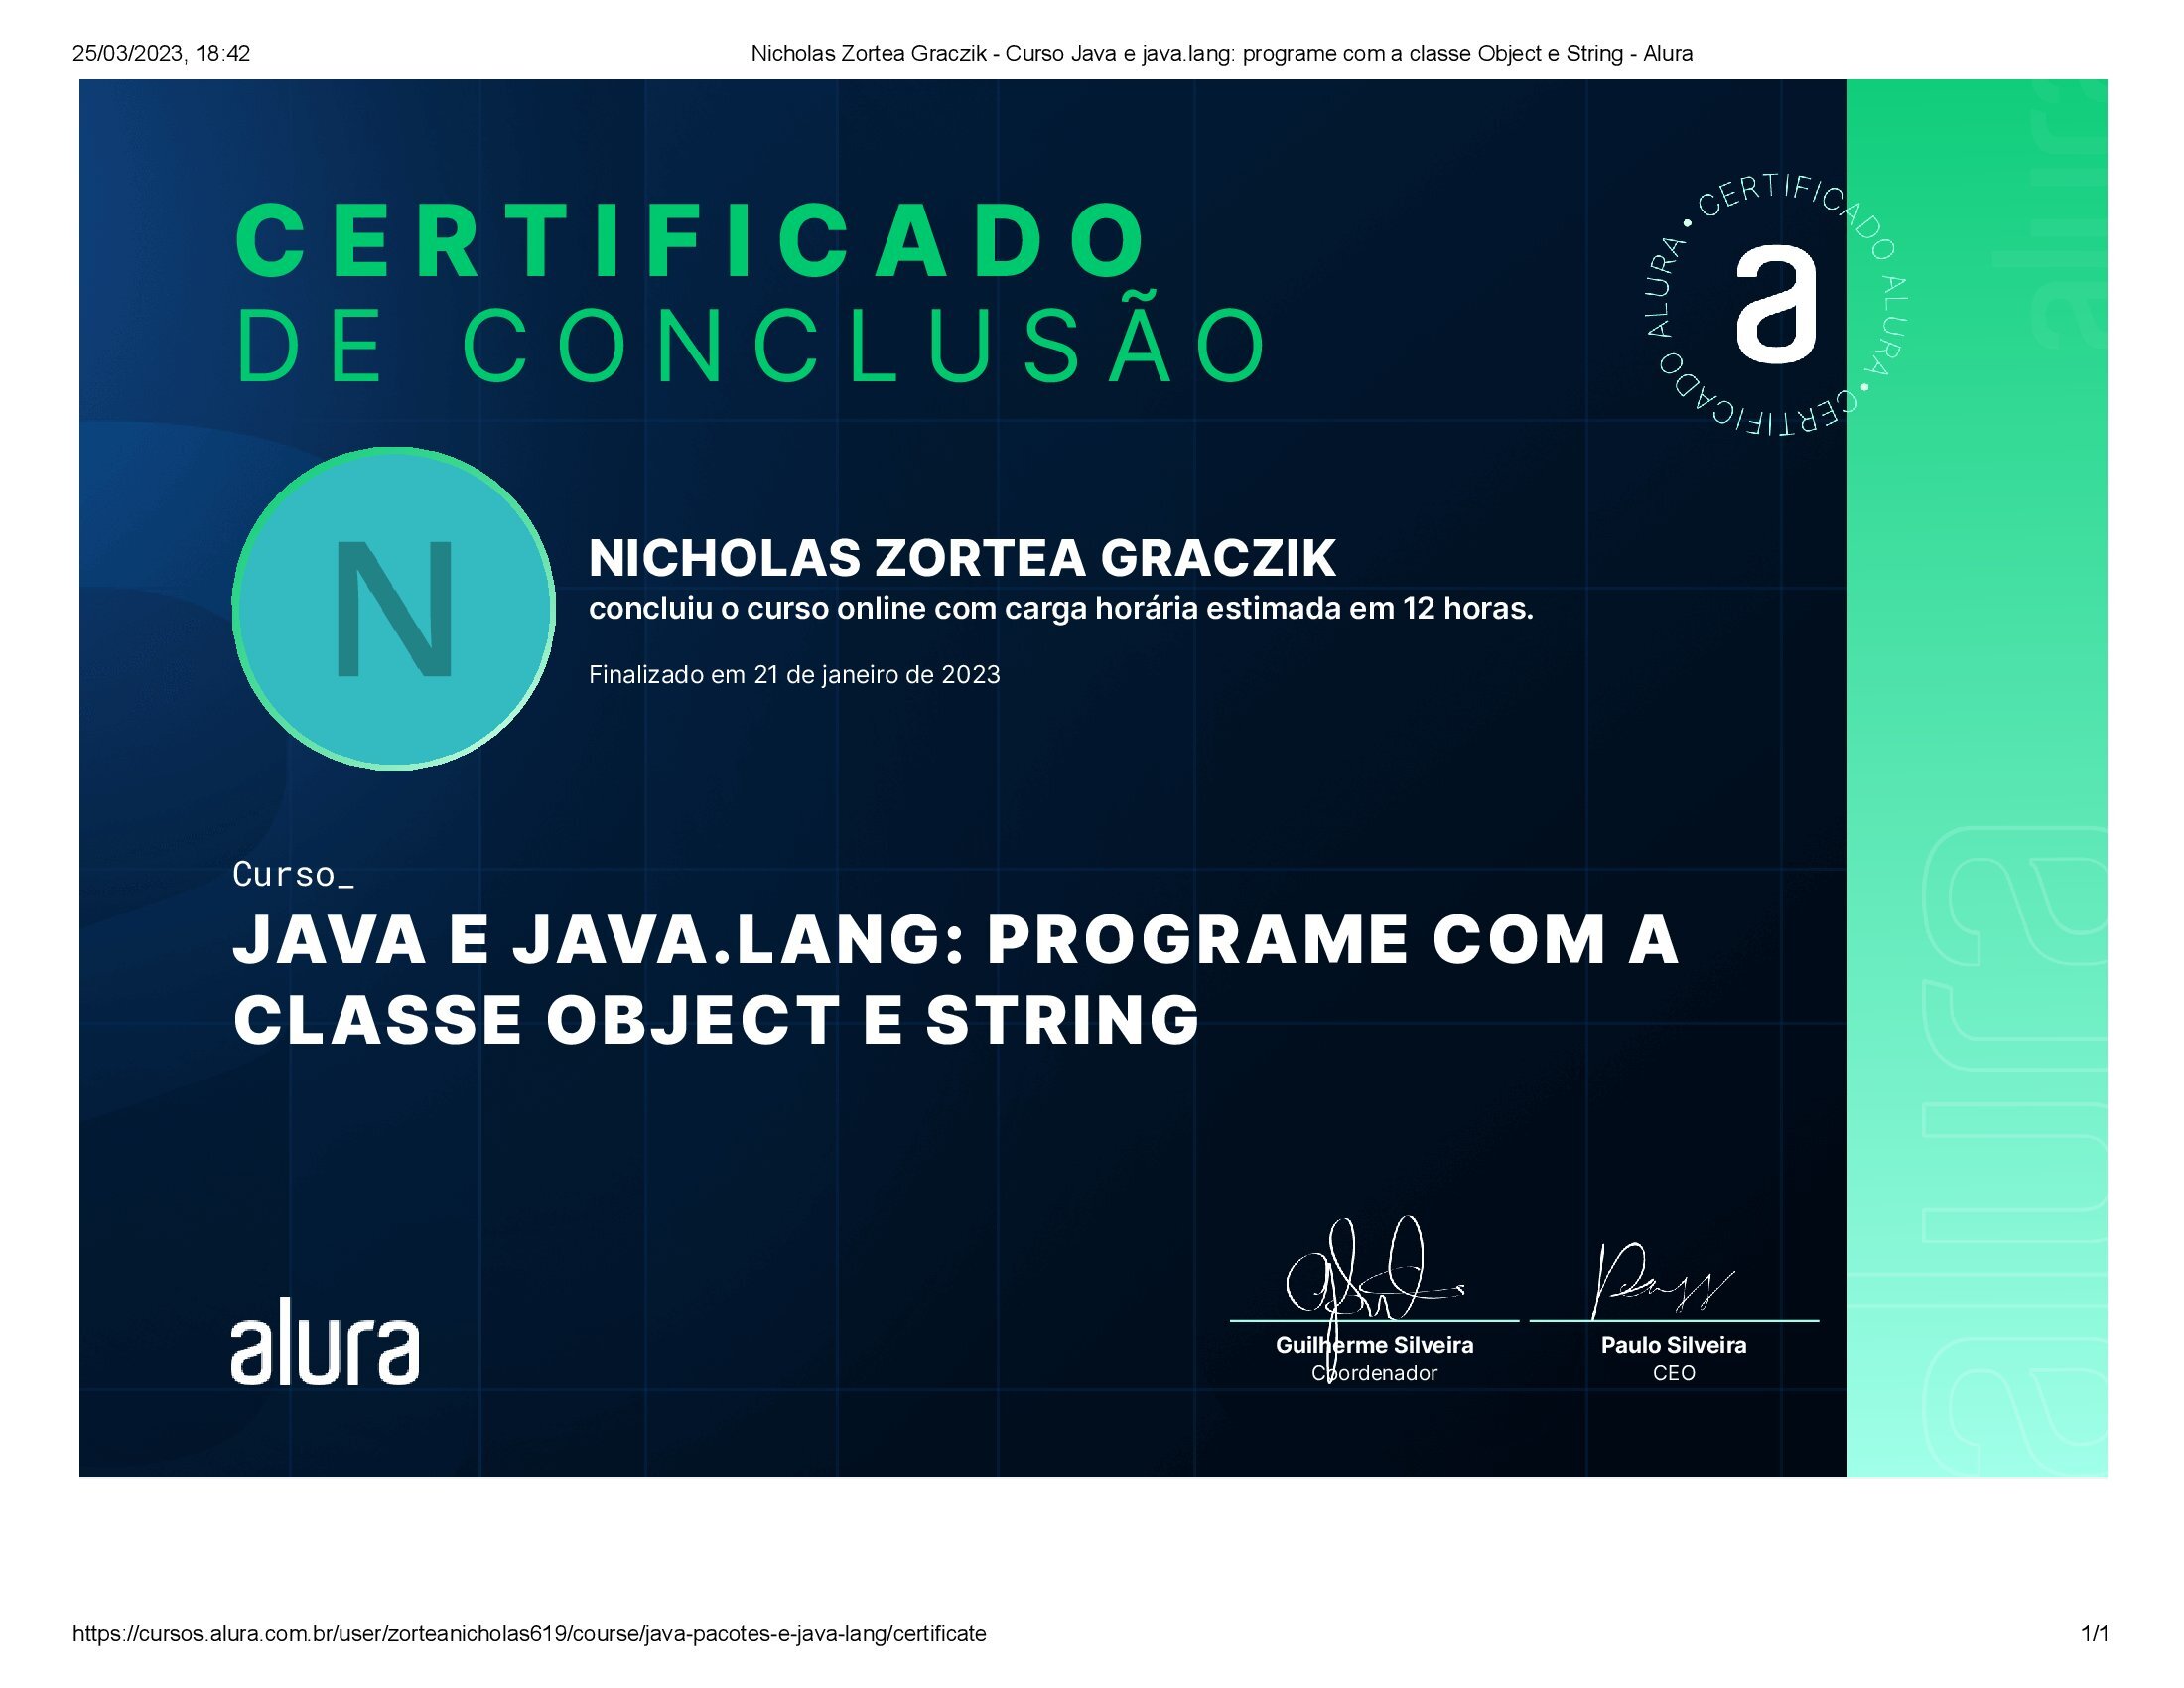 25/03/2023, 18:42
Nicholas Zortea Graczik - Curso Java e java.lang: programe com a classe Object e String - Alura
CERTIFICADO
DE CONCLUSÃO
• CERTIFICADO ALURA • CERTIFICADO ALURA
a
N
NICHOLAS ZORTEA GRACZIK
concluiu o curso online com carga horária estimada em 12 horas.
Finalizado em 21 de janeiro de 2023
Curso_
JAVA E JAVA.LANG: PROGRAME COM A
CLASSE OBJECT E STRING
alura
Guilherme Silveira
Coordenador
Paulo Silveira
CEO
alura
alura
https://cursos.alura.com.br/user/zorteanicholas619/course/java-pacotes-e-java-lang/certificate
1/1